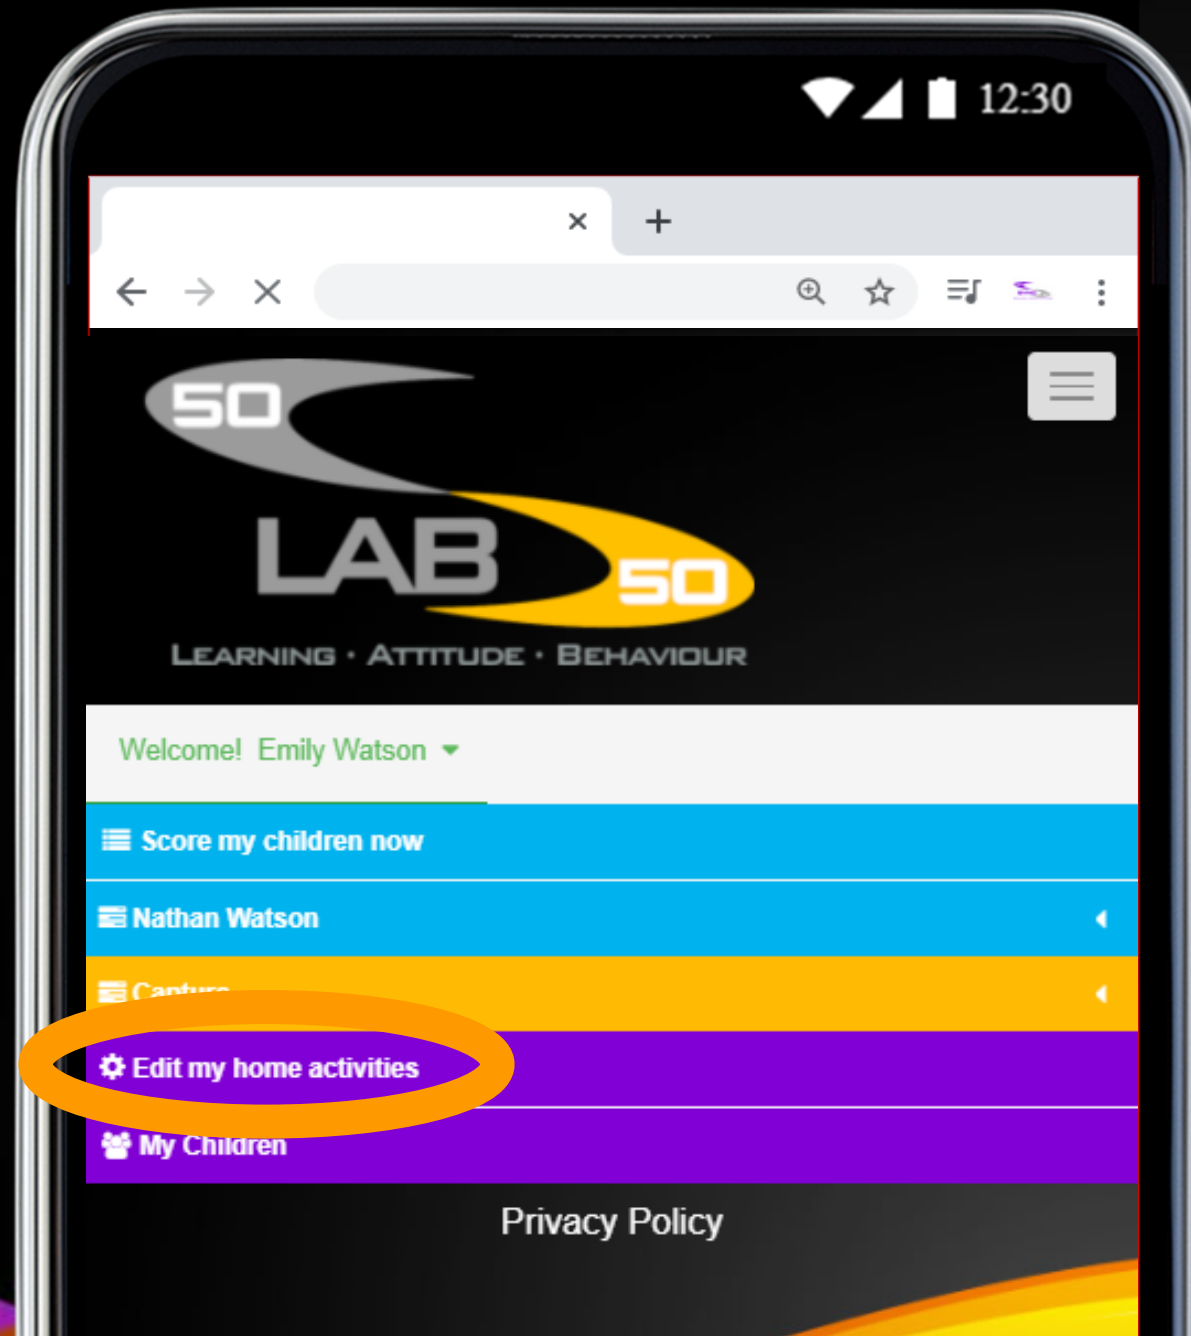 12:30
50
LAB 50
LEARNING · ATTITUDE · BEHAVIOUR
Welcome! Emily Watson
Score my children now
Nathan Watson
Capture
Edit my home activities
My Children
Privacy Policy